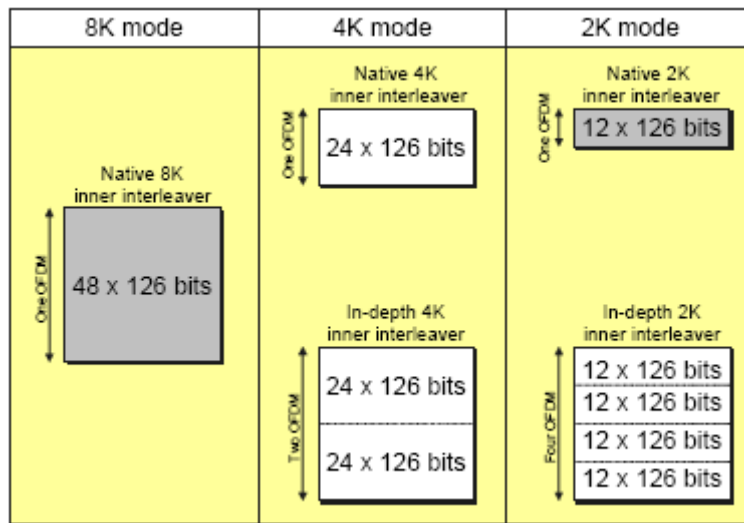 8K mode
4K mode
2K mode
Native 8K
inner interleaver
One OFDM
48 x 126 bits
Native 4K
inner interleaver
One OFDM
24 x 126 bits
In-depth 4K
inner interleaver
Two OFDM
24 x 126 bits
24 x 126 bits
Native 2K
inner interleaver
One OFDM
12 x 126 bits
In-depth 2K
inner interleaver
Four OFDM
12 x 126 bits
12 x 126 bits
12 x 126 bits
12 x 126 bits